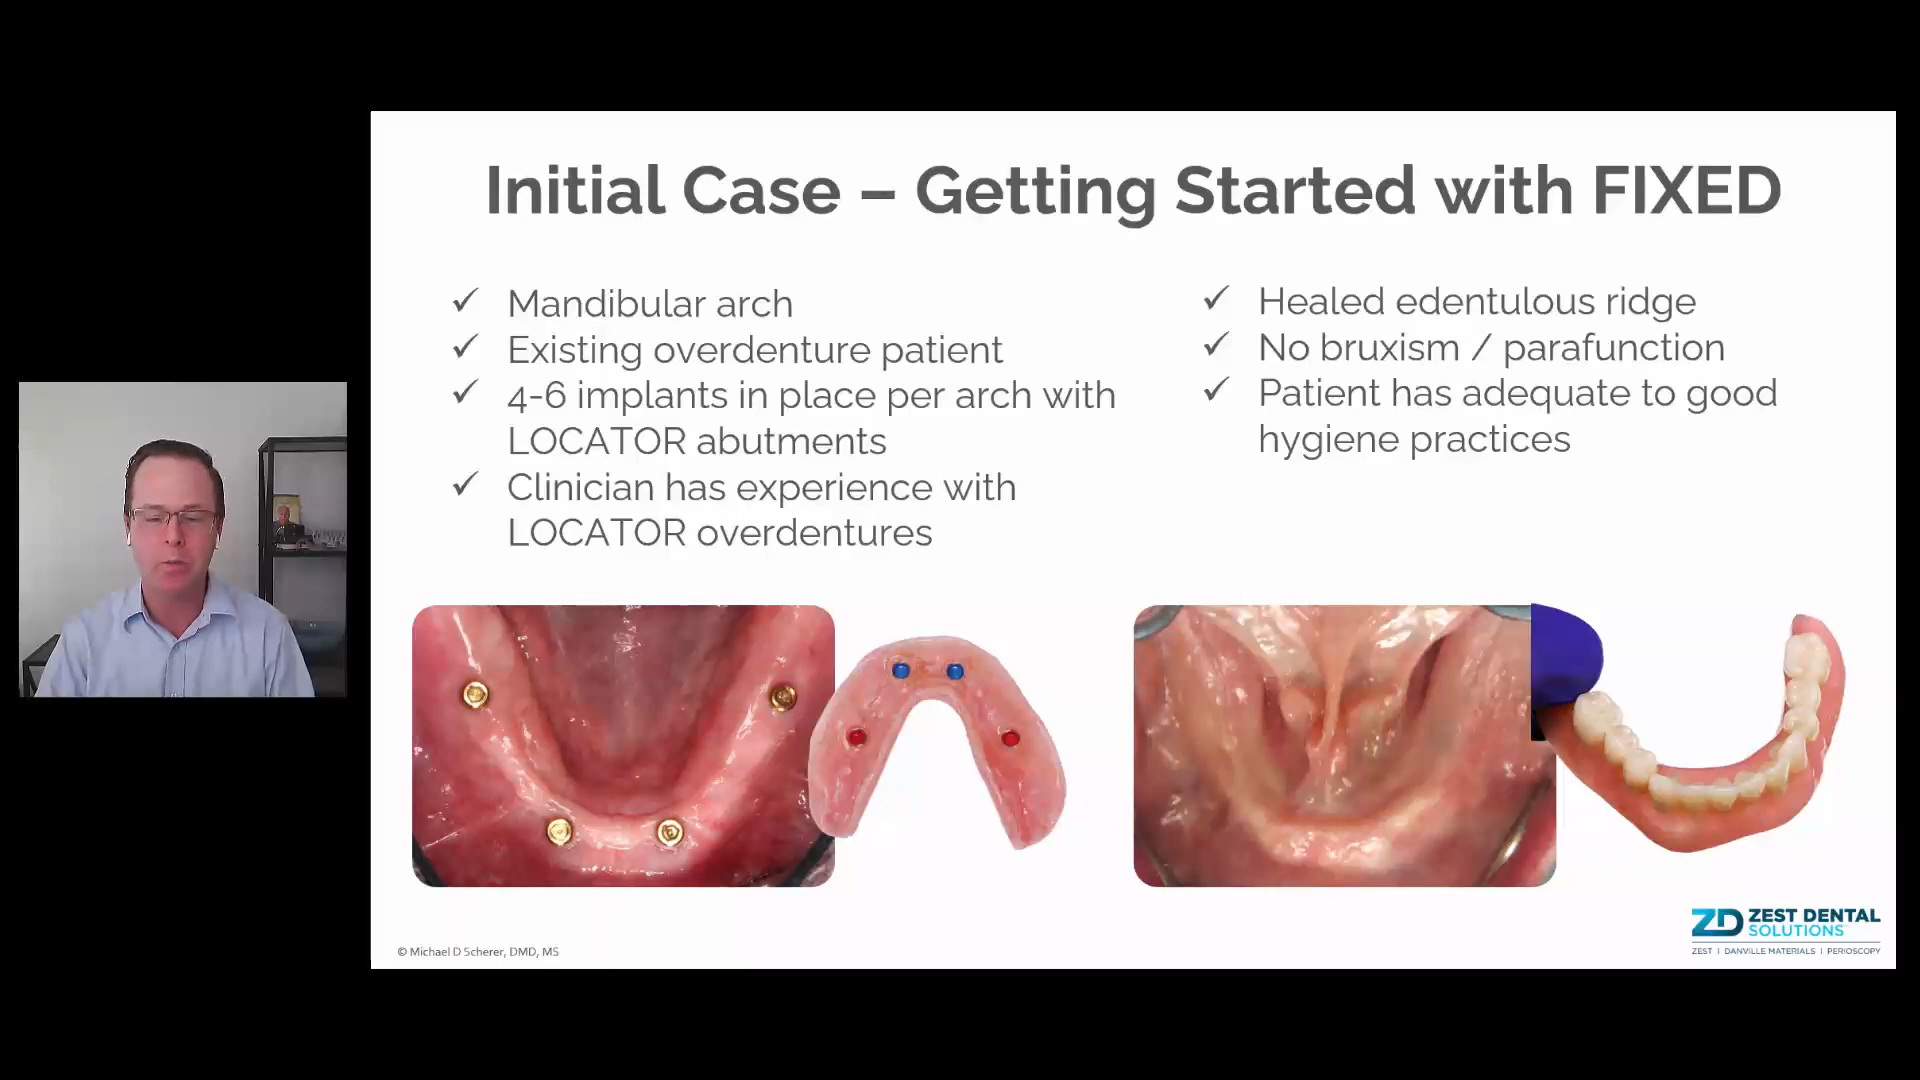 Initial Case – Getting Started with FIXED
✓ Mandibular arch
✓ Existing overdenture patient
✓ 4-6 implants in place per arch with
LOCATOR abutments
✓ Clinician has experience with
LOCATOR overdentures
✓ Healed edentulous ridge
✓ No bruxism / parafunction
✓ Patient has adequate to good
hygiene practices
© Michael D Scherer, DMD, MS
ZD ZEST DENTAL
SOLUTIONS
ZEST | DANVILLE MATERIALS | PERIOSCOPY